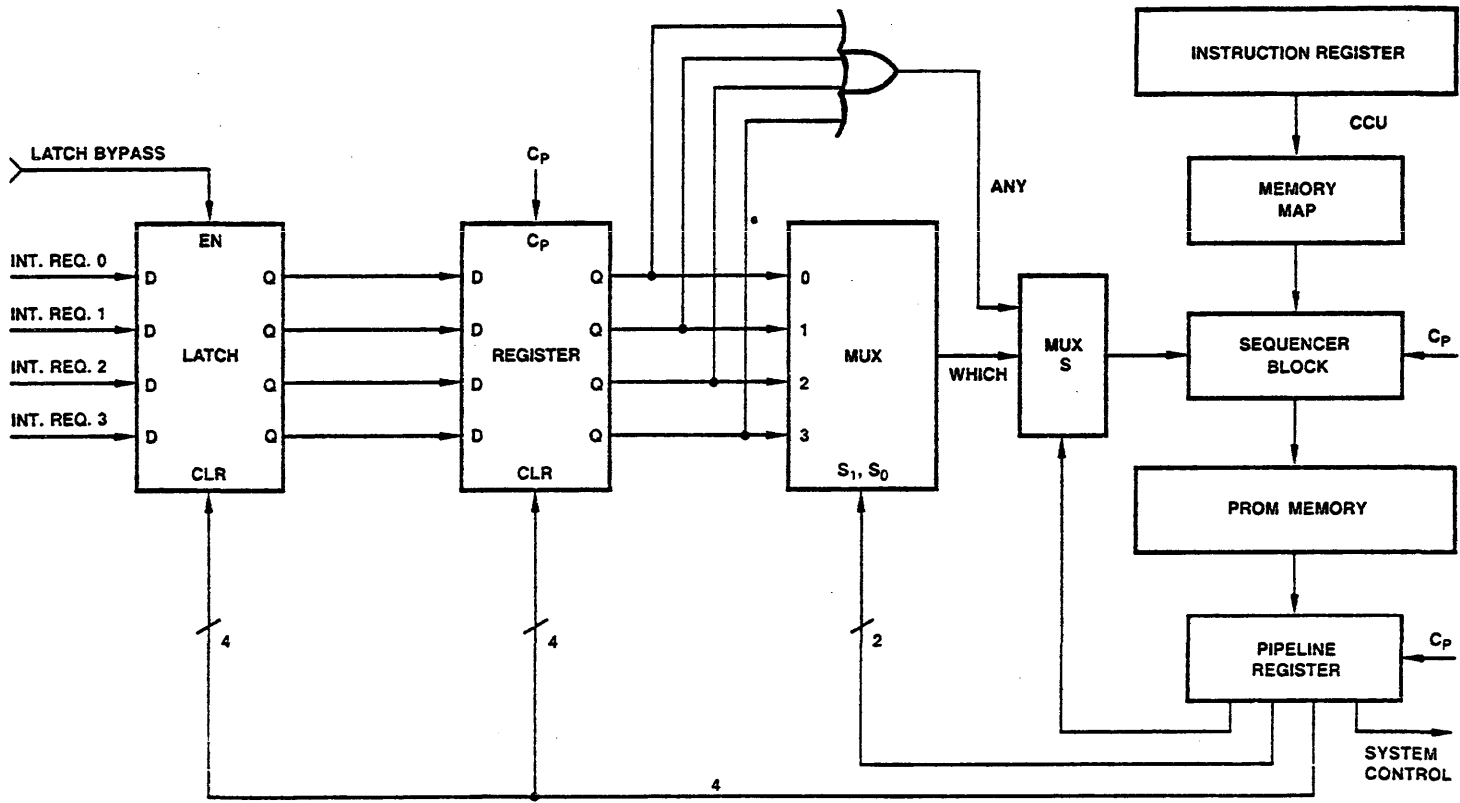 INSTRUCTION REGISTER
CCU
MEMORY
MAP
SEQUENCER
BLOCK
CP
PROM MEMORY
PIPELINE
REGISTER
CP
SYSTEM
CONTROL
LATCH BYPASS
EN
INT. REQ. 0
INT. REQ. 1
INT. REQ. 2
INT. REQ. 3
D Q
D Q
LATCH
D Q
D Q
CLR
4
CP
CP
D Q
D Q
REGISTER
D Q
D Q
CLR
4
0
1
MUX
2
3
S1, S0
2
ANY
WHICH
MUX
S
4